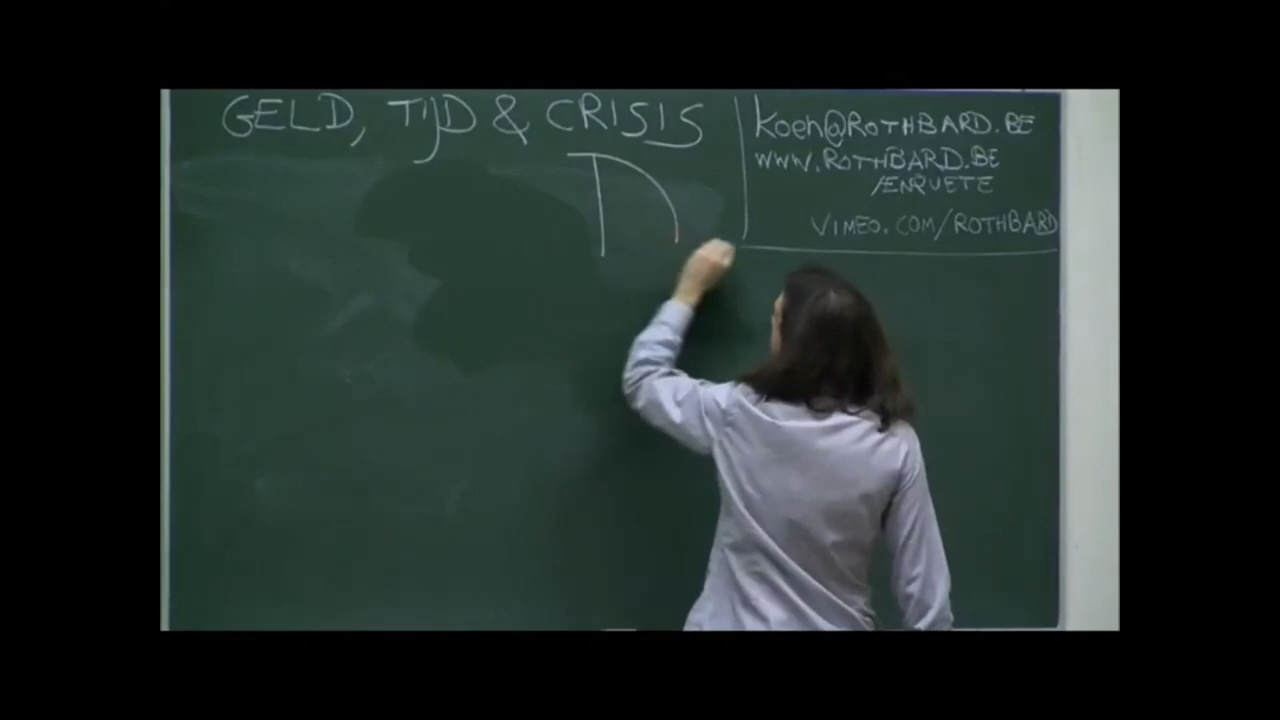 GELD, TIJD & CRISIS
koen@ROTHBARD.BE
WWW.ROTHBARD.BE
/ENQUETE
VIMEO.COM/ROTHBARD